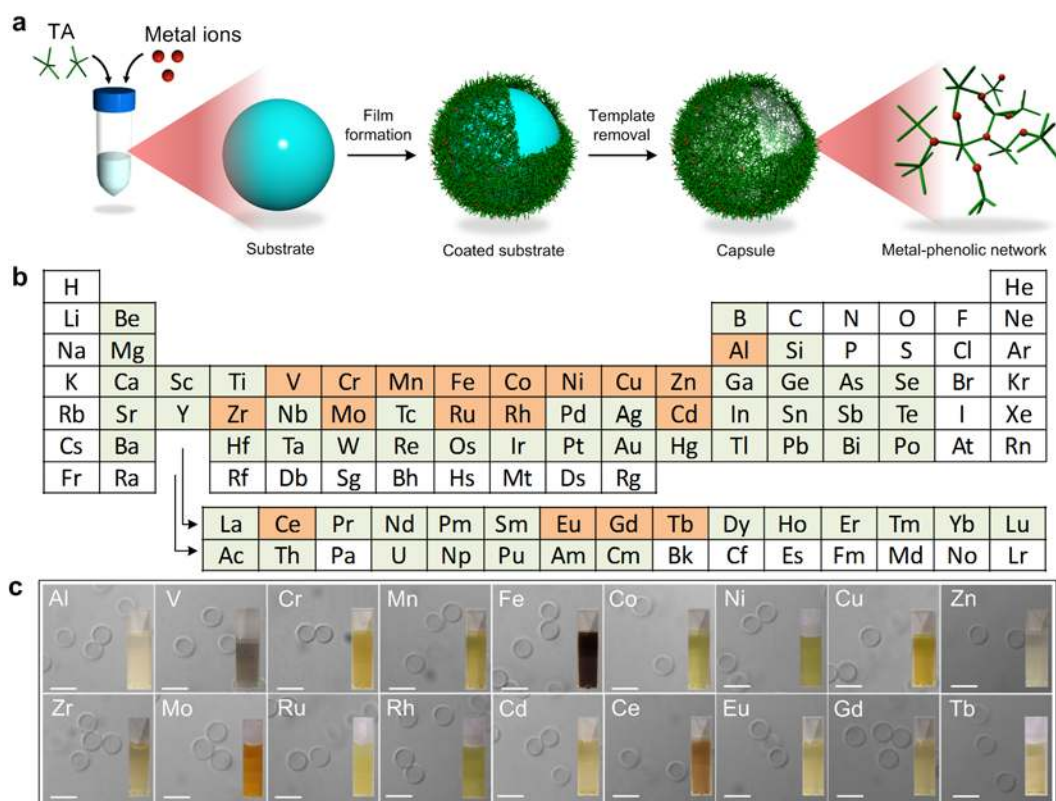 a
TA Metal ions
Film formation
Template removal
Substrate Coated substrate Capsule Metal-phenolic network
b
H He
Li Be B C N O F Ne
Na Mg Al Si P S Cl Ar
K Ca Sc Ti V Cr Mn Fe Co Ni Cu Zn Ga Ge As Se Br Kr
Rb Sr Y Zr Nb Mo Tc Ru Rh Pd Ag Cd In Sn Sb Te I Xe
Cs Ba Hf Ta W Re Os Ir Pt Au Hg Tl Pb Bi Po At Rn
Fr Ra Rf Db Sg Bh Hs Mt Ds Rg
La Ce Pr Nd Pm Sm Eu Gd Tb Dy Ho Er Tm Yb Lu
Ac Th Pa U Np Pu Am Cm Bk Cf Es Fm Md No Lr
c
Al V Cr Mn Fe Co Ni Cu Zn
Zr Mo Ru Rh Cd Ce Eu Gd Tb